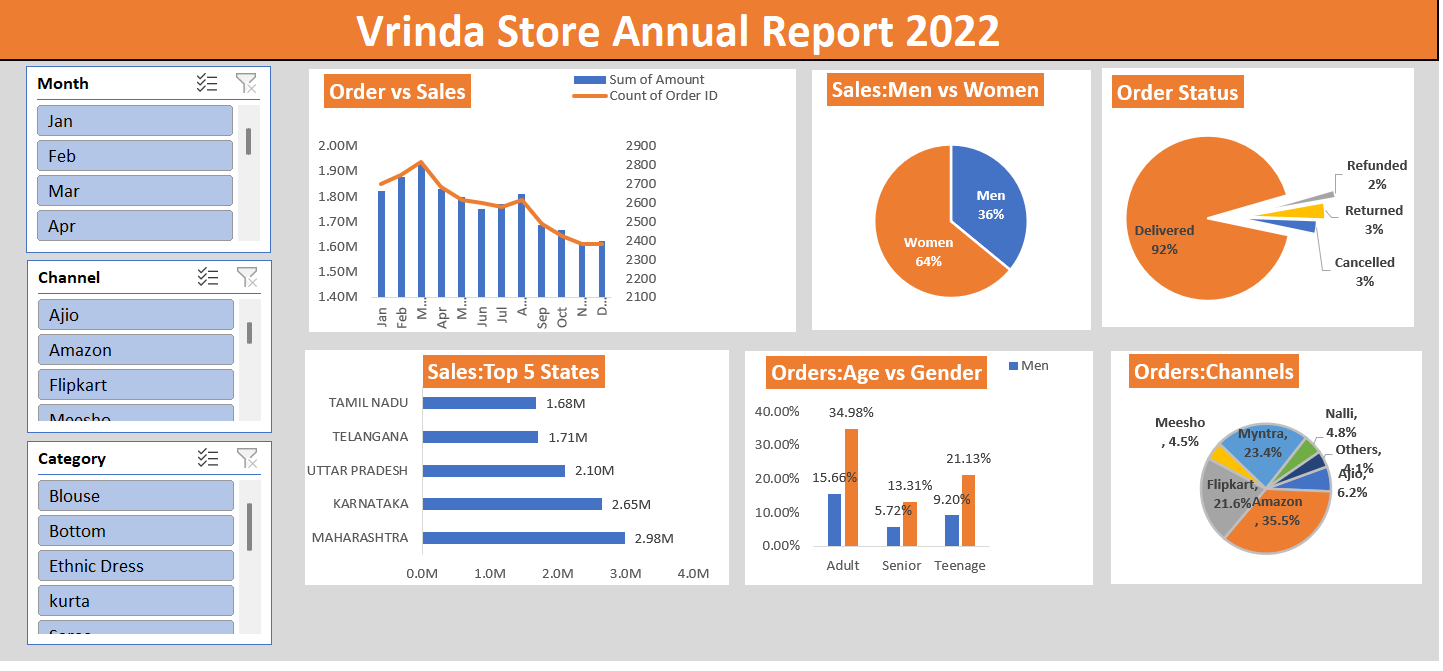 Vrinda Store Annual Report 2022
Month
Jan
Feb
Mar
Apr
Channel
Ajio
Amazon
Flipkart
Meesho
Category
Blouse
Bottom
Ethnic Dress
kurta
Saree
Order vs Sales
Sum of Amount
Count of Order ID
2.00M
1.90M
1.80M
1.70M
1.60M
1.50M
1.40M
2900
2800
2700
2600
2500
2400
2300
2200
2100
Jan
Feb
M...
Apr
M...
Jun
Jul
A...
Sep
Oct
N...
D...
Sales:Men vs Women
Men
36%
Women
64%
Order Status
Delivered
92%
Refunded
2%
Returned
3%
Cancelled
3%
Sales:Top 5 States
TAMIL NADU 1.68M
TELANGANA 1.71M
UTTAR PRADESH 2.10M
KARNATAKA 2.65M
MAHARASHTRA 2.98M
0.0M 1.0M 2.0M 3.0M 4.0M
Orders:Age vs Gender
Men
40.00%
30.00%
20.00%
10.00%
0.00%
15.66%
34.98%
5.72%
13.31%
9.20%
21.13%
Adult Senior Teenage
Orders:Channels
Meesho
, 4.5%
Myntra,
23.4%
Nalli,
4.8%
Others,
4.1%
Ajio,
6.2%
Flipkart,
21.6%
Amazon
, 35.5%